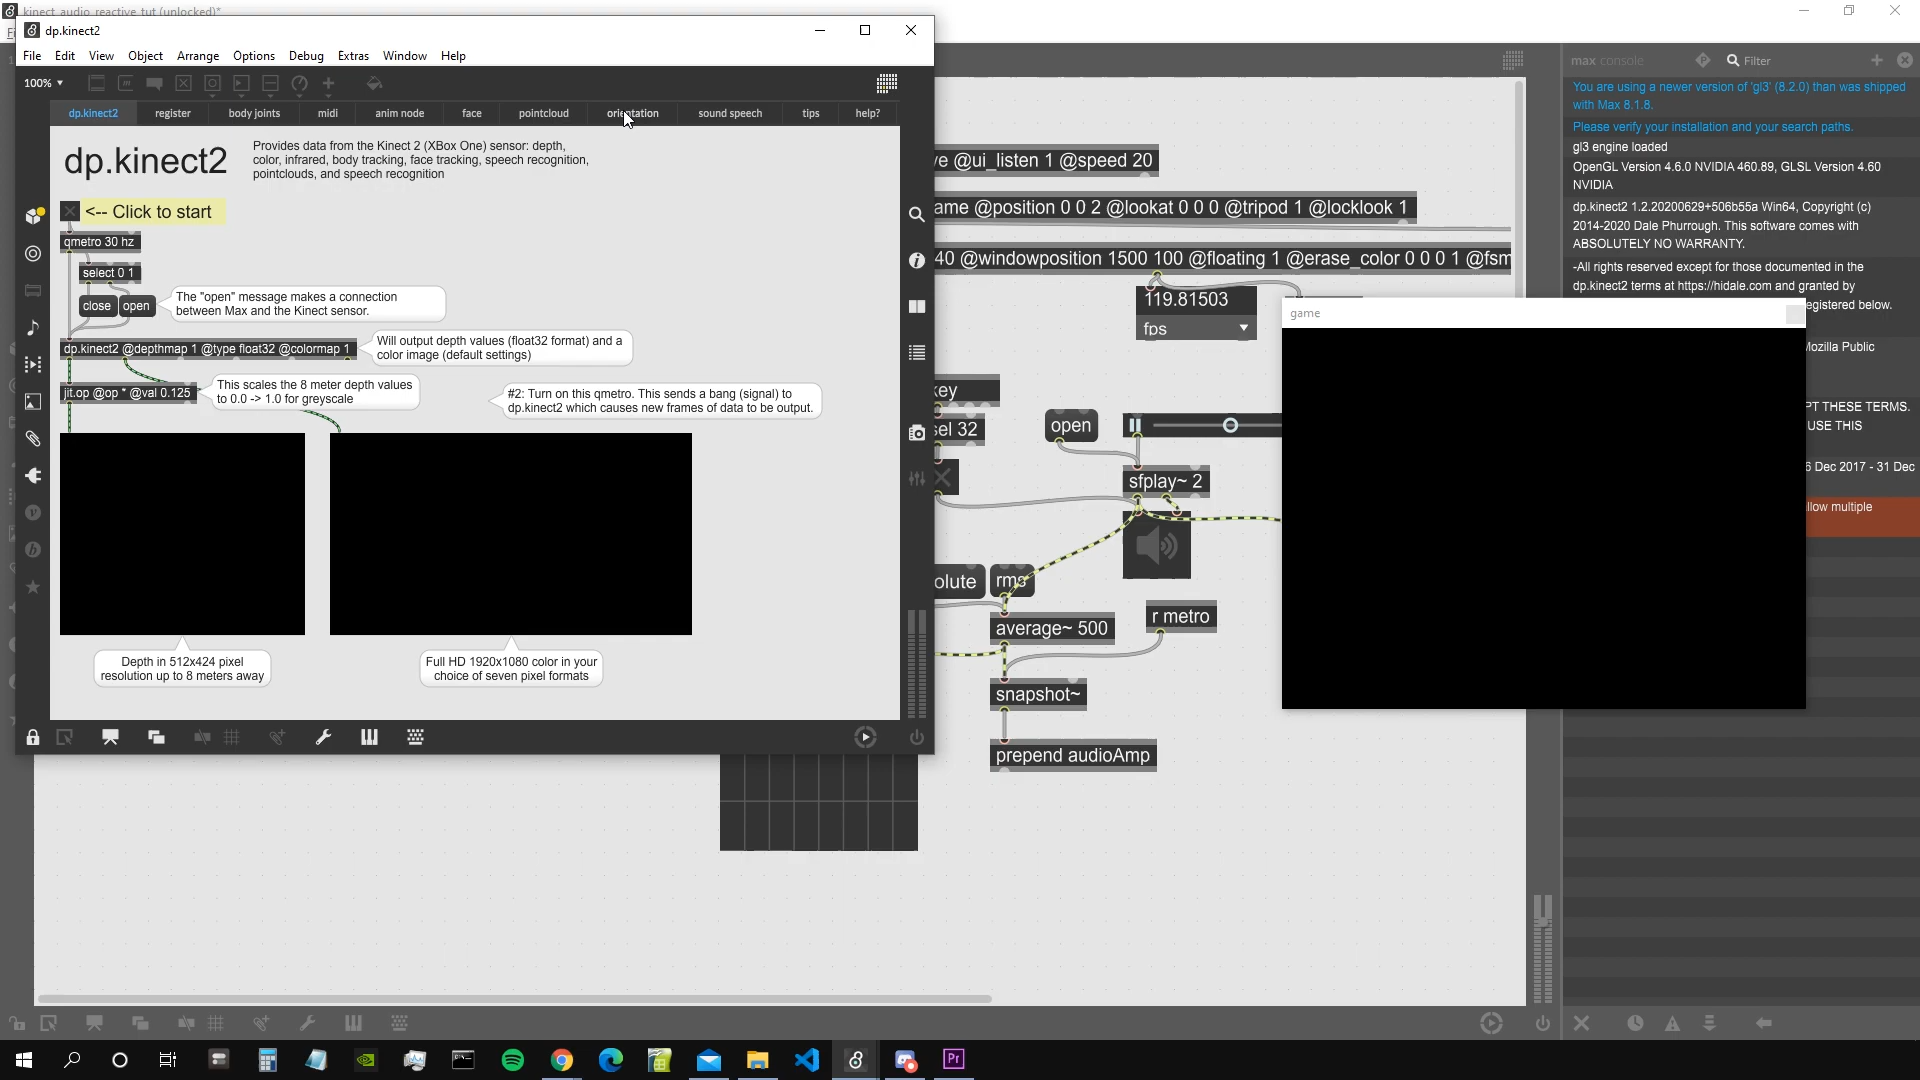 kinect_audio_reactive_tut (unlocked)*
dp.kinect2
File Edit View Object Arrange Options Debug Extras Window Help
100%
dp.kinect2 register body joints midi anim node face pointcloud orientation sound speech tips help?
dp.kinect2
Provides data from the Kinect 2 (XBox One) sensor: depth,
color, infrared, body tracking, face tracking, speech recognition,
pointclouds, and speech recognition
<-- Click to start
qmetro 30 hz
select 0 1
close open
The "open" message makes a connection
between Max and the Kinect sensor.
dp.kinect2 @depthmap 1 @type float32 @colormap 1
Will output depth values (float32 format) and a
color image (default settings)
jit.op @op * @val 0.125
This scales the 8 meter depth values
to 0.0 -> 1.0 for greyscale
#2: Turn on this qmetro. This sends a bang (signal) to
dp.kinect2 which causes new frames of data to be output.
Depth in 512x424 pixel
resolution up to 8 meters away
Full HD 1920x1080 color in your
choice of seven pixel formats
ve @ui_listen 1 @speed 20
ame @position 0 0 2 @lookat 0 0 0 @tripod 1 @locklook 1
40 @windowposition 1500 100 @floating 1 @erase_color 0 0 0 1 @fsm
119.81503
fps
key
sel 32
open
sfplay~ 2
olute
rms
r metro
average~ 500
snapshot~
prepend audioAmp
game
max console
Filter
You are using a newer version of 'gl3' (8.2.0) than was shipped
with Max 8.1.8.
Please verify your installation and your search paths.
gl3 engine loaded
OpenGL Version 4.6.0 NVIDIA 460.89, GLSL Version 4.60
NVIDIA
dp.kinect2 1.2.20200629+506b55a Win64, Copyright (c)
2014-2020 Dale Phurrough. This software comes with
ABSOLUTELY NO WARRANTY.
-All rights reserved except for those documented in the
dp.kinect2 terms at https://hidale.com and granted by
egistered below.
Mozilla Public
PT THESE TERMS.
USE THIS
6 Dec 2017 - 31 Dec
llow multiple
Pr